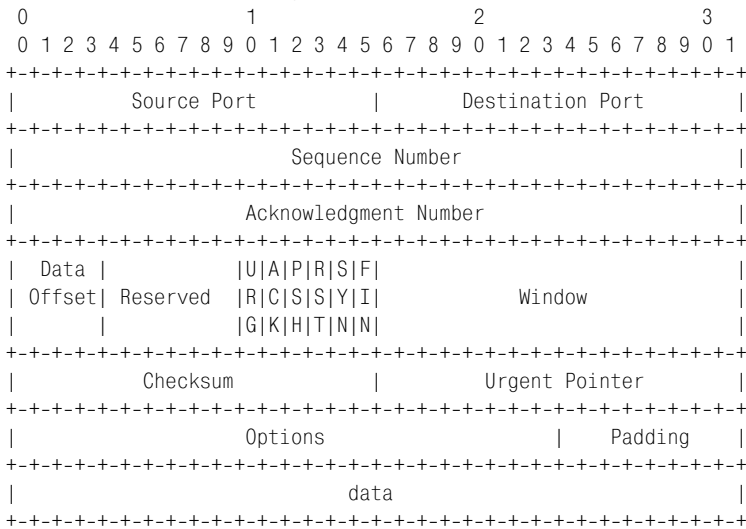 0                   1                   2                   3
 0 1 2 3 4 5 6 7 8 9 0 1 2 3 4 5 6 7 8 9 0 1 2 3 4 5 6 7 8 9 0 1
+-+-+-+-+-+-+-+-+-+-+-+-+-+-+-+-+-+-+-+-+-+-+-+-+-+-+-+-+-+-+-+-+
|          Source Port          |       Destination Port        |
+-+-+-+-+-+-+-+-+-+-+-+-+-+-+-+-+-+-+-+-+-+-+-+-+-+-+-+-+-+-+-+-+
|                        Sequence Number                        |
+-+-+-+-+-+-+-+-+-+-+-+-+-+-+-+-+-+-+-+-+-+-+-+-+-+-+-+-+-+-+-+-+
|                    Acknowledgment Number                      |
+-+-+-+-+-+-+-+-+-+-+-+-+-+-+-+-+-+-+-+-+-+-+-+-+-+-+-+-+-+-+-+-+
|  Data |           |U|A|P|R|S|F|                               |
| Offset| Reserved  |R|C|S|S|Y|I|            Window             |
|       |           |G|K|H|T|N|N|                               |
+-+-+-+-+-+-+-+-+-+-+-+-+-+-+-+-+-+-+-+-+-+-+-+-+-+-+-+-+-+-+-+-+
|           Checksum            |         Urgent Pointer        |
+-+-+-+-+-+-+-+-+-+-+-+-+-+-+-+-+-+-+-+-+-+-+-+-+-+-+-+-+-+-+-+-+
|                    Options                    |    Padding    |
+-+-+-+-+-+-+-+-+-+-+-+-+-+-+-+-+-+-+-+-+-+-+-+-+-+-+-+-+-+-+-+-+
|                             data                              |
+-+-+-+-+-+-+-+-+-+-+-+-+-+-+-+-+-+-+-+-+-+-+-+-+-+-+-+-+-+-+-+-+